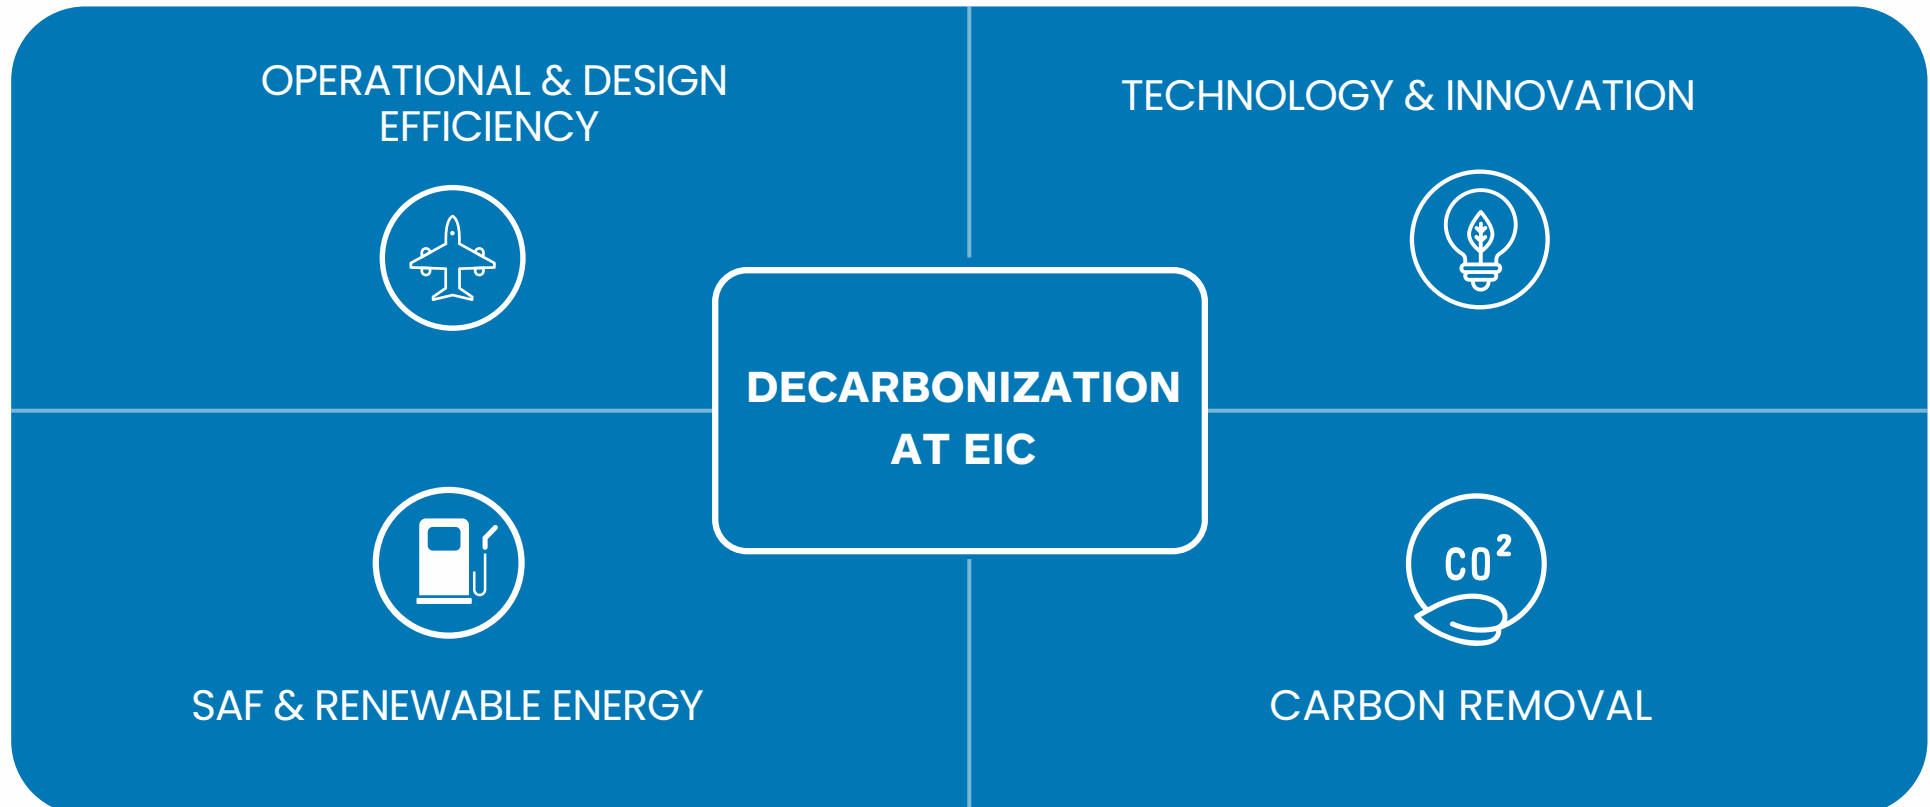 OPERATIONAL & DESIGN
EFFICIENCY
TECHNOLOGY & INNOVATION
DECARBONIZATION
AT EIC
CO²
SAF & RENEWABLE ENERGY
CARBON REMOVAL